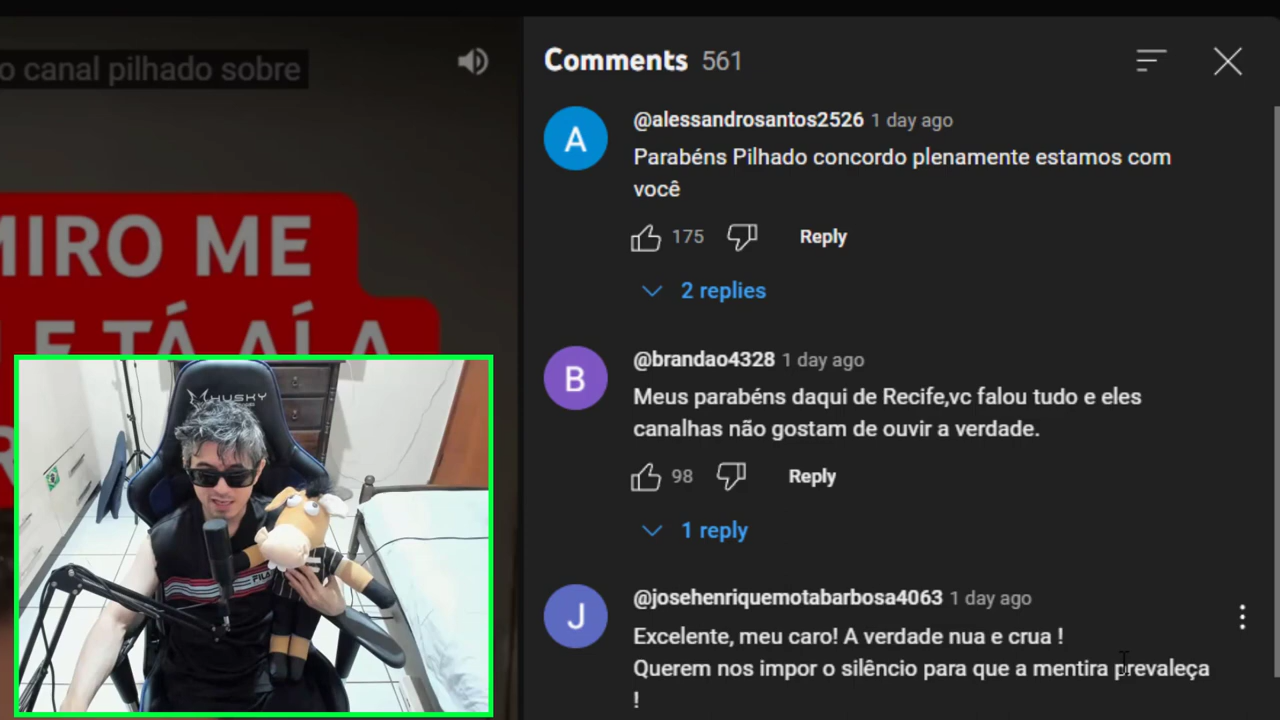 o canal pilhado sobre
MIRO ME
E TÁ AÍ A
R
HUSKY
FILA
Comments 561
A
@alessandrosantos2526 1 day ago
Parabéns Pilhado concordo plenamente estamos com
você
175 Reply
2 replies
B
@brandao4328 1 day ago
Meus parabéns daqui de Recife,vc falou tudo e eles
canalhas não gostam de ouvir a verdade.
98 Reply
1 reply
J
@josehenriquemotabarbosa4063 1 day ago
Excelente, meu caro! A verdade nua e crua !
Querem nos impor o silêncio para que a mentira prevaleça
!